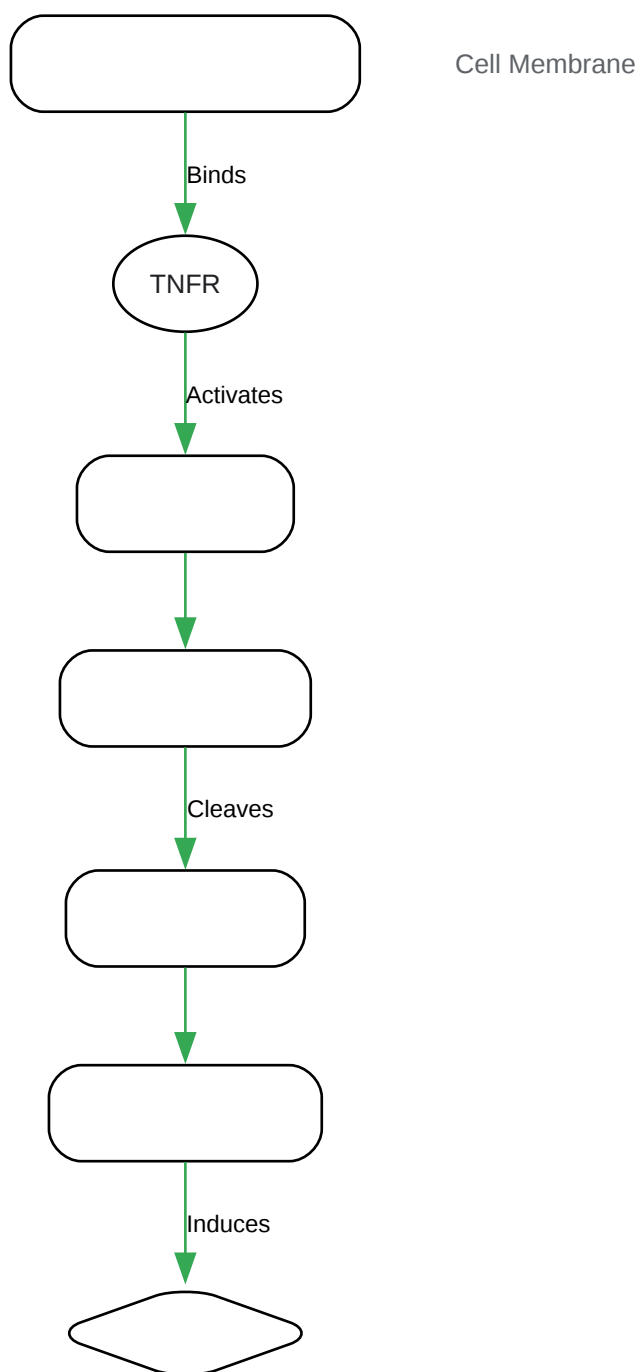 Cell Membrane
Binds
TNFR
Activates
Cleaves
Induces